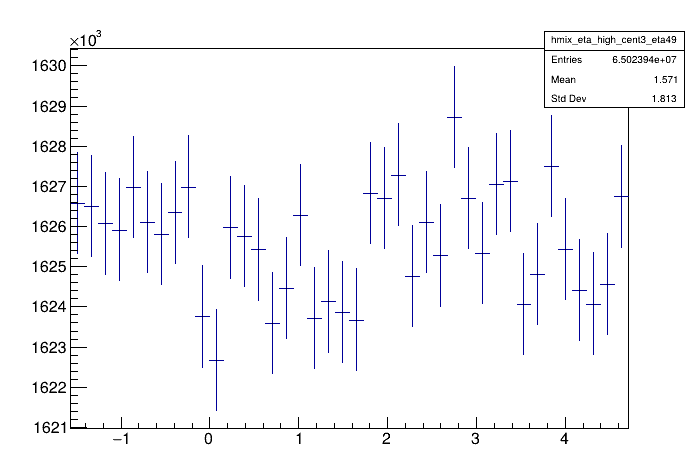 ×10³
hmix_eta_high_cent3_eta49
Entries 6.502394e+07
Mean 1.571
Std Dev 1.813
1630
1629
1628
1627
1626
1625
1624
1623
1622
1621
−1 0 1 2 3 4